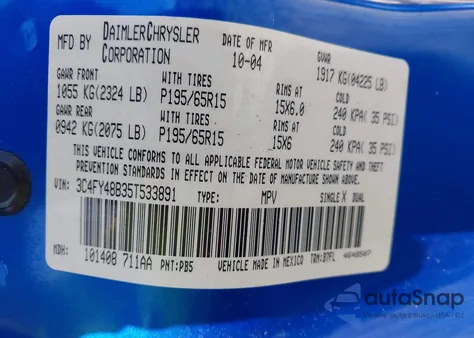 MFD BY DAIMLERCHRYSLER CORPORATION DATE OF MFR 10-04 GVWR 1917 KG(04225 LB)
GAWR FRONT WITH TIRES RIMS AT COLD
1055 KG(2324 LB) P195/65R15 15X6.0 240 KPA( 35 PSI)
GAWR REAR WITH TIRES RIMS AT COLD
0942 KG(2075 LB) P195/65R15 15X6 240 KPA( 35 PSI)
THIS VEHICLE CONFORMS TO ALL APPLICABLE FEDERAL MOTOR VEHICLE SAFETY AND THEFT
PREVENTION STANDARDS IN EFFECT ON THE DATE OF MANUFACTURE SHOWN ABOVE.
VIN: 3C4FY48B35T533891 TYPE: MPV SINGLE X DUAL
MDH: 101408 711AA PNT:PB5 VEHICLE MADE IN MEXICO TRN:B7FL
autoSnap